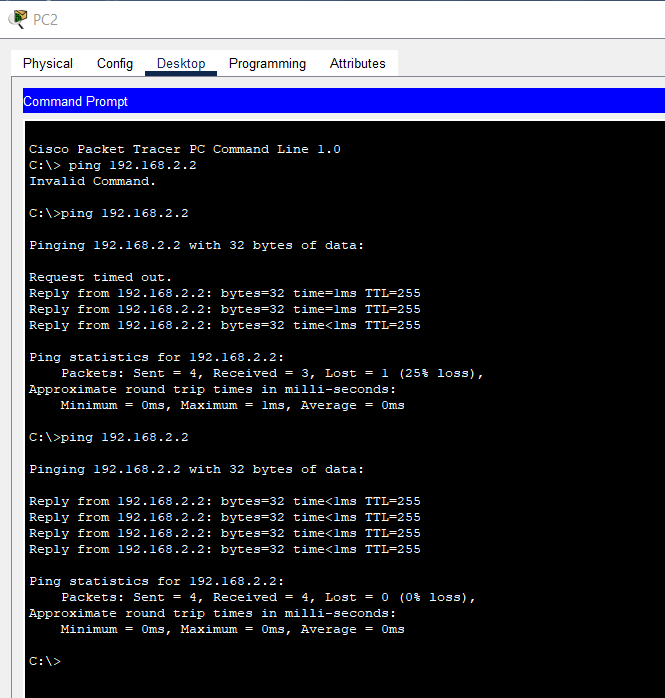 PC2
Physical Config Desktop Programming Attributes
Command Prompt
Cisco Packet Tracer PC Command Line 1.0
C:\> ping 192.168.2.2
Invalid Command.
C:\>ping 192.168.2.2
Pinging 192.168.2.2 with 32 bytes of data:
Request timed out.
Reply from 192.168.2.2: bytes=32 time=1ms TTL=255
Reply from 192.168.2.2: bytes=32 time=1ms TTL=255
Reply from 192.168.2.2: bytes=32 time<1ms TTL=255
Ping statistics for 192.168.2.2:
    Packets: Sent = 4, Received = 3, Lost = 1 (25% loss),
Approximate round trip times in milli-seconds:
    Minimum = 0ms, Maximum = 1ms, Average = 0ms
C:\>ping 192.168.2.2
Pinging 192.168.2.2 with 32 bytes of data:
Reply from 192.168.2.2: bytes=32 time<1ms TTL=255
Reply from 192.168.2.2: bytes=32 time<1ms TTL=255
Reply from 192.168.2.2: bytes=32 time<1ms TTL=255
Reply from 192.168.2.2: bytes=32 time<1ms TTL=255
Ping statistics for 192.168.2.2:
    Packets: Sent = 4, Received = 4, Lost = 0 (0% loss),
Approximate round trip times in milli-seconds:
    Minimum = 0ms, Maximum = 0ms, Average = 0ms
C:\>